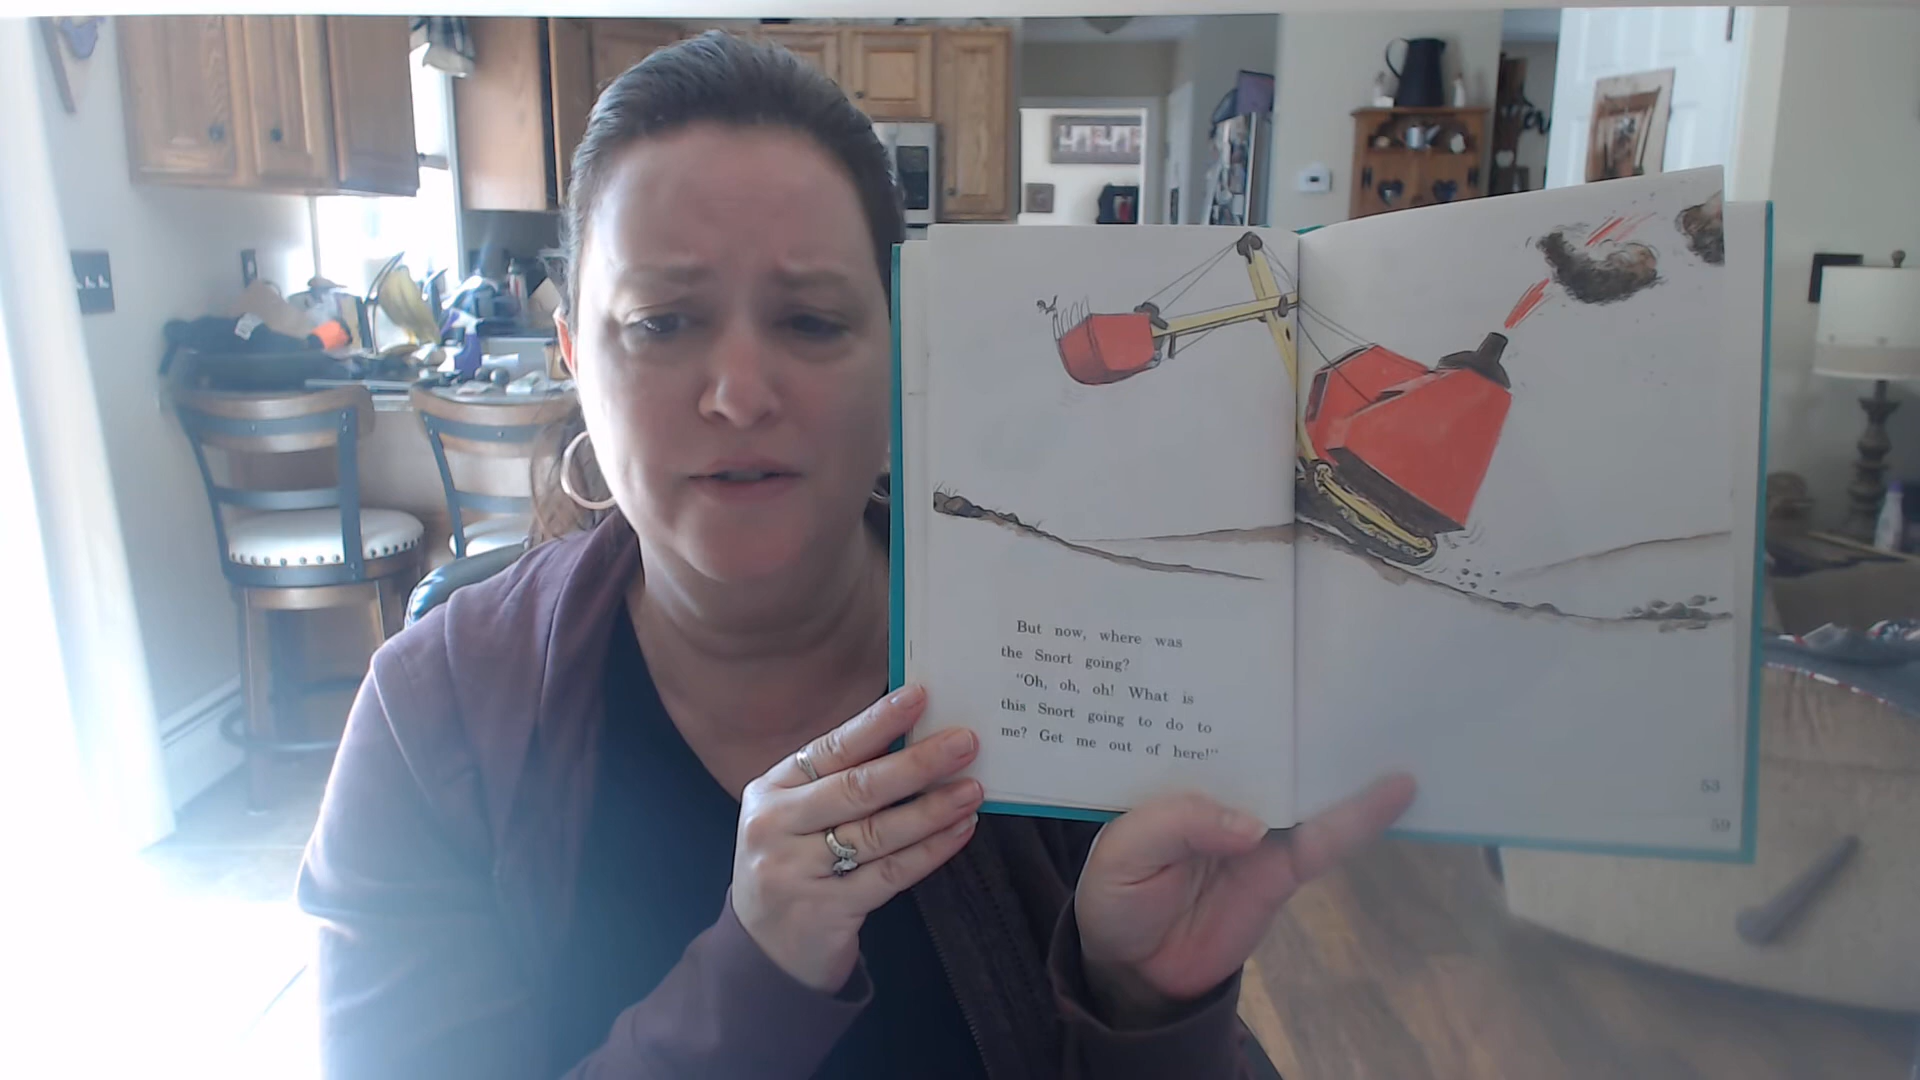 But now, where was
the Snort going?
"Oh, oh, oh! What is
this Snort going to do to
me? Get me out of here!"
53
59